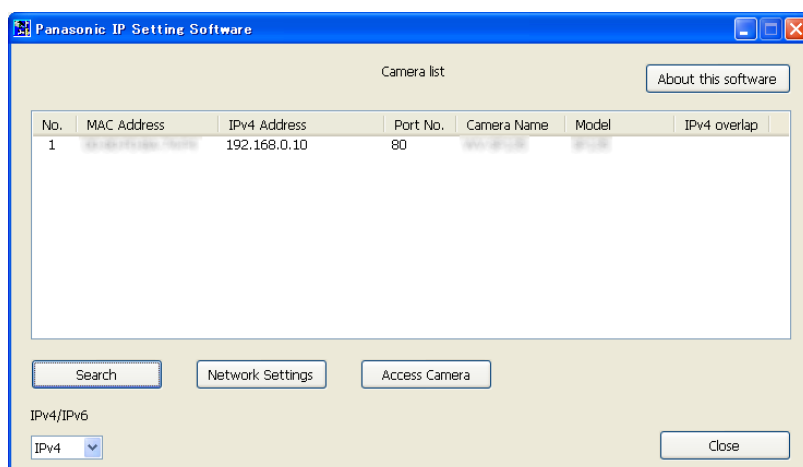 Panasonic IP Setting Software
Camera list
About this software
No. MAC Address IPv4 Address Port No. Camera Name Model IPv4 overlap
1 192.168.0.10 80
Search Network Settings Access Camera
IPv4/IPv6
IPv4 Close